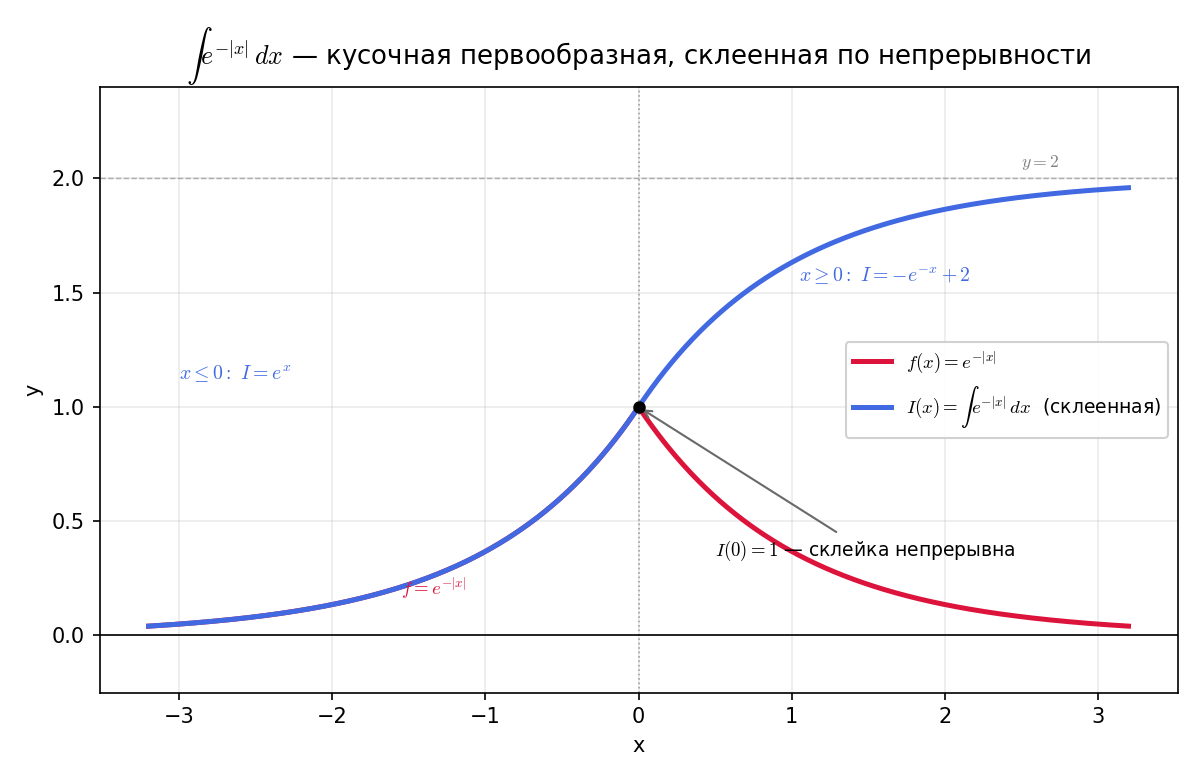 ∫e^{-|x|} dx — кусочная первообразная, склеенная по непрерывности
y = 2
2.0
x ≥ 0 : I = −e^{−x} + 2
1.5
f(x) = e^{−|x|}
x ≤ 0 : I = e^x
I(x) = ∫e^{−|x|} dx (склеенная)
1.0
y
0.5
I(0) = 1 — склейка непрерывна
f = e^{−|x|}
0.0
−3 −2 −1 0 1 2 3
x